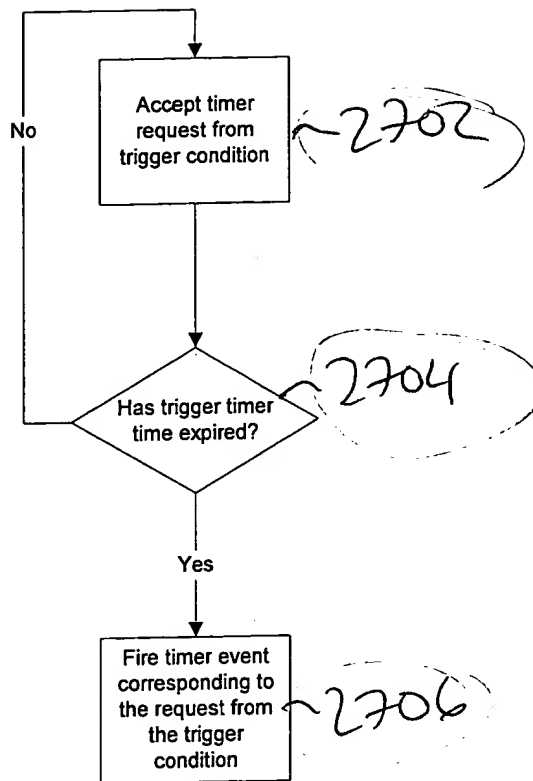 Accept timer
request from
trigger condition
~2702
No
Has trigger timer
time expired?
~2704
Yes
Fire timer event
corresponding to
the request from
the trigger
condition
~2706